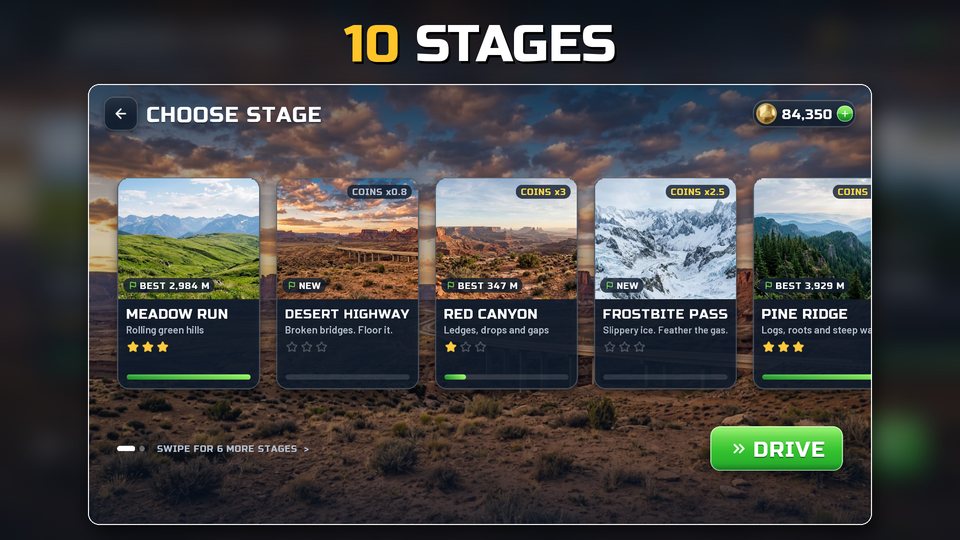 10 STAGES
CHOOSE STAGE
84,350
COINS x0.8
COINS x3
COINS x2.5
COINS
BEST 2,984 M
NEW
BEST 347 M
NEW
BEST 3,929 M
MEADOW RUN
Rolling green hills
DESERT HIGHWAY
Broken bridges. Floor it.
RED CANYON
Ledges, drops and gaps
FROSTBITE PASS
Slippery ice. Feather the gas.
PINE RIDGE
Logs, roots and steep wa
SWIPE FOR 6 MORE STAGES >
DRIVE